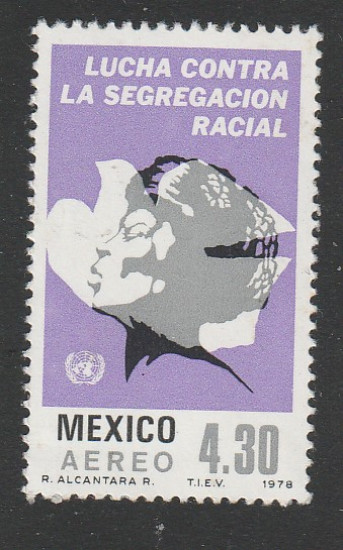 LUCHA CONTRA
LA SEGREGACION
RACIAL
MEXICO
AEREO 4.30
R. ALCANTARA R. T.I.E.V. 1978